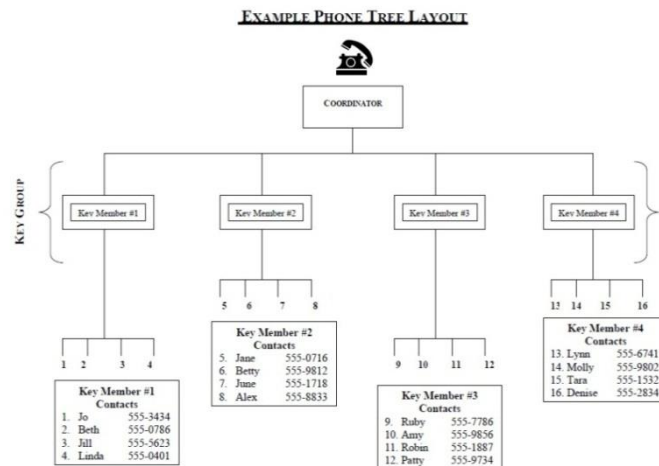 EXAMPLE PHONE TREE LAYOUT
COORDINATOR
KEY GROUP
Key Member #1
Key Member #2
Key Member #3
Key Member #4
5 6 7 8
13 14 15 16
1 2 3 4
9 10 11 12
Key Member #1
Contacts
1. Jo 555-3434
2. Beth 555-0786
3. Jill 555-5623
4. Linda 555-0401
Key Member #2
Contacts
5. Jane 555-0716
6. Betty 555-9812
7. June 555-1718
8. Alex 555-8833
Key Member #3
Contacts
9. Ruby 555-7786
10. Amy 555-9856
11. Robin 555-1887
12. Patty 555-9734
Key Member #4
Contacts
13. Lynn 555-6741
14. Molly 555-9802
15. Tara 555-1532
16. Denise 555-2834